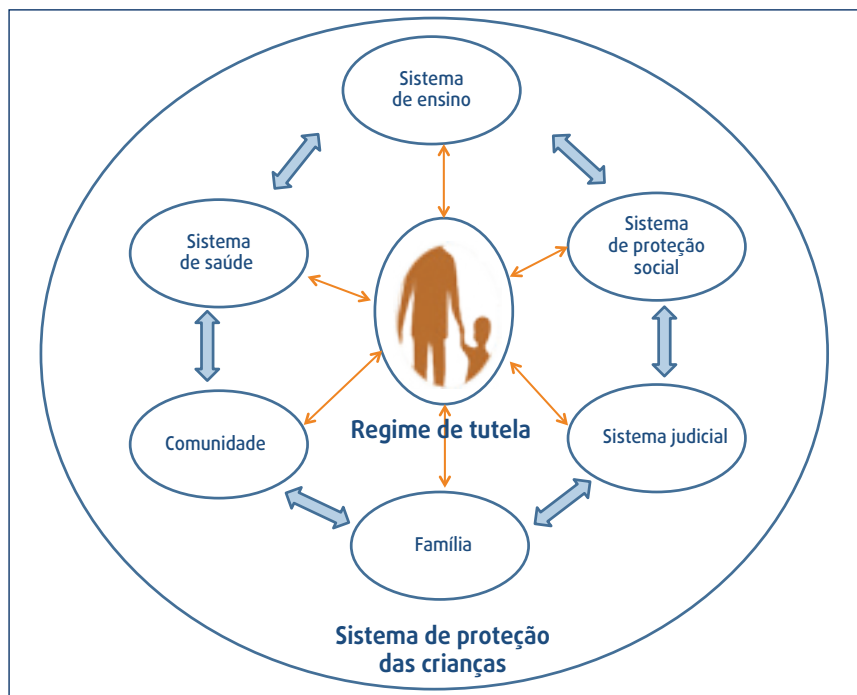 Sistema
de ensino
Sistema
de saúde
Sistema
de proteção
social
Comunidade
Regime de tutela
Sistema judicial
Família
Sistema de proteção
das crianças